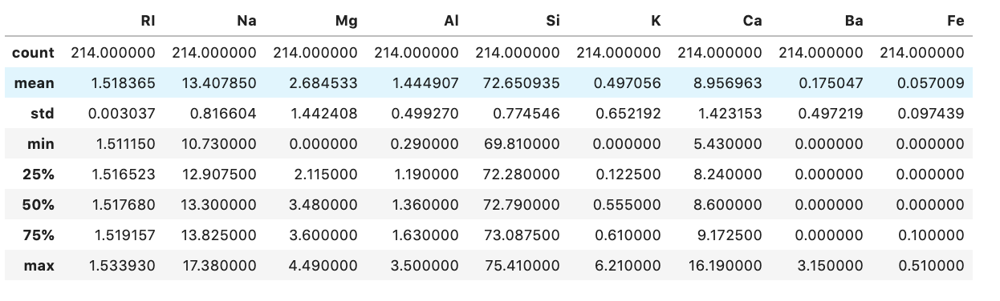 RI Na Mg Al Si K Ca Ba Fe
count 214.000000 214.000000 214.000000 214.000000 214.000000 214.000000 214.000000 214.000000 214.000000
mean 1.518365 13.407850 2.684533 1.444907 72.650935 0.497056 8.956963 0.175047 0.057009
std 0.003037 0.816604 1.442408 0.499270 0.774546 0.652192 1.423153 0.497219 0.097439
min 1.511150 10.730000 0.000000 0.290000 69.810000 0.000000 5.430000 0.000000 0.000000
25% 1.516523 12.907500 2.115000 1.190000 72.280000 0.122500 8.240000 0.000000 0.000000
50% 1.517680 13.300000 3.480000 1.360000 72.790000 0.555000 8.600000 0.000000 0.000000
75% 1.519157 13.825000 3.600000 1.630000 73.087500 0.610000 9.172500 0.000000 0.100000
max 1.533930 17.380000 4.490000 3.500000 75.410000 6.210000 16.190000 3.150000 0.510000